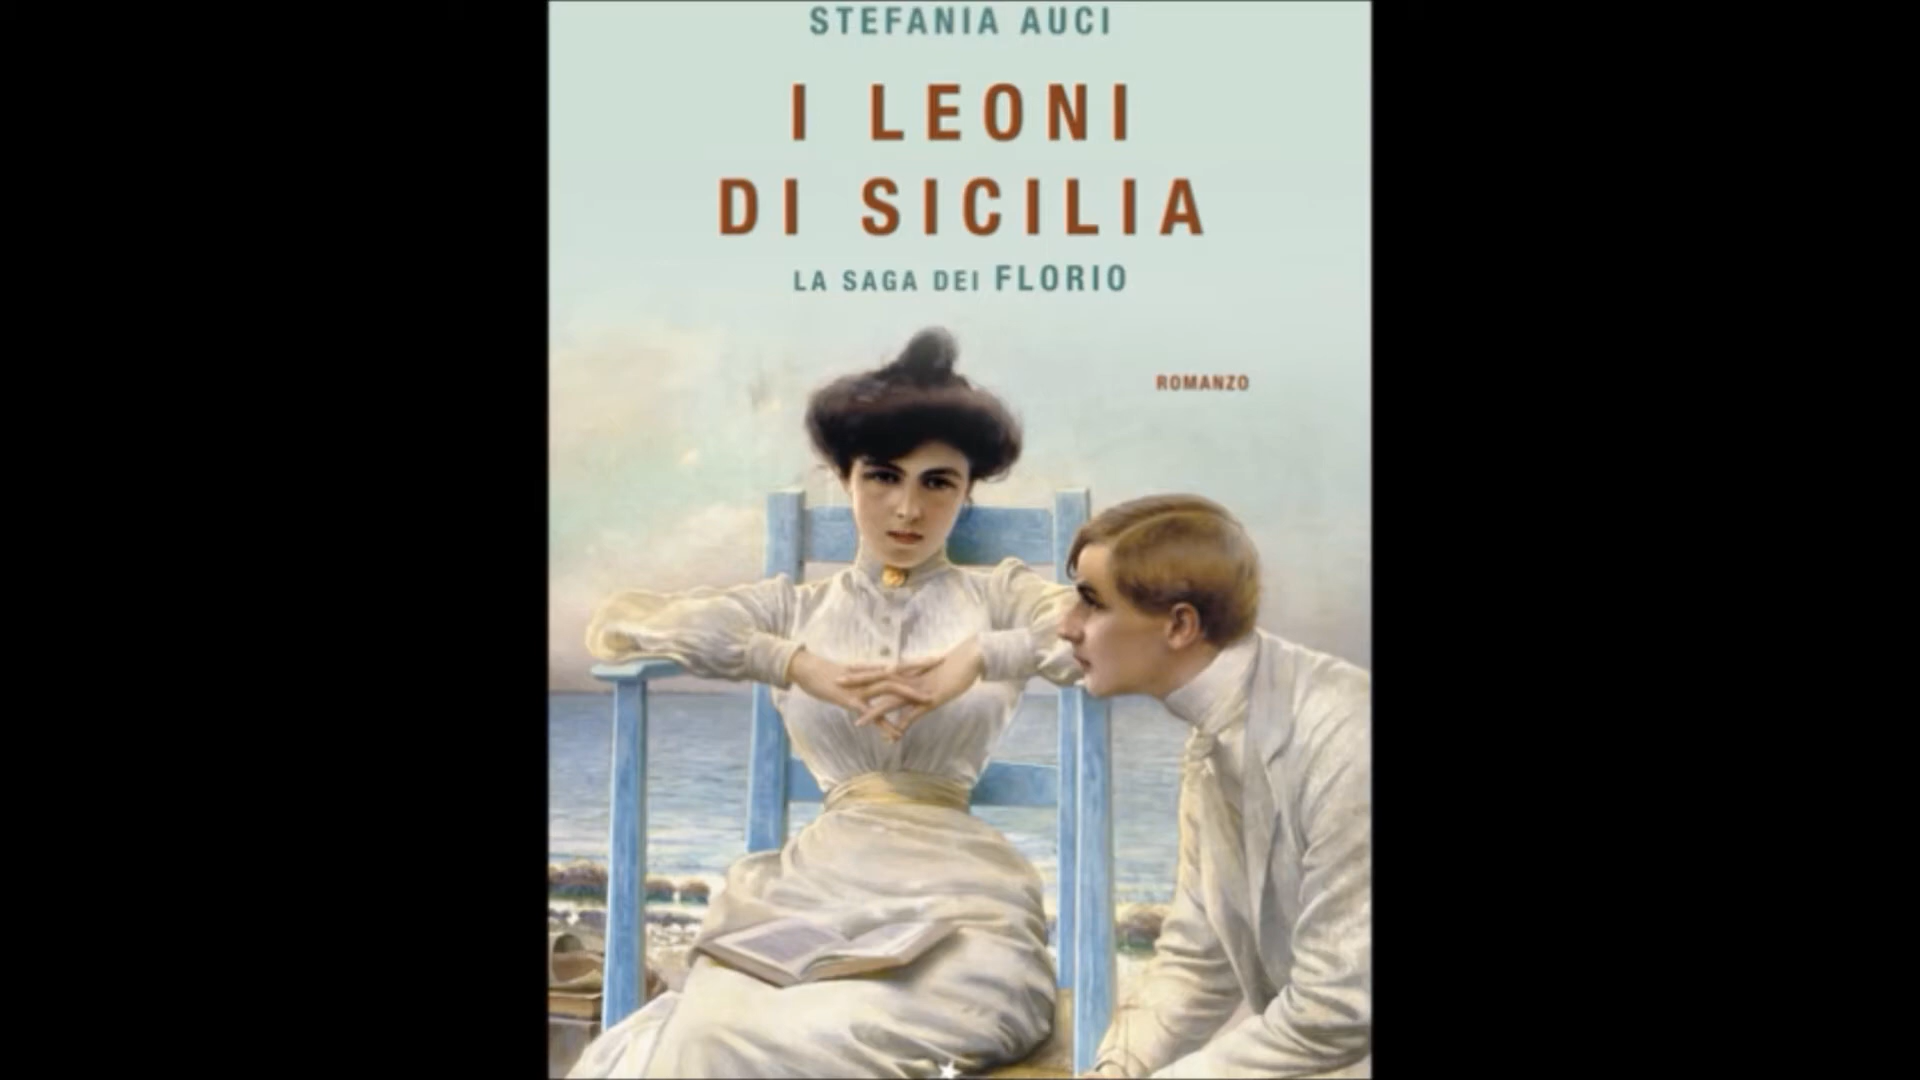 STEFANIA AUCI
I LEONI
DI SICILIA
LA SAGA DEI FLORIO
ROMANZO